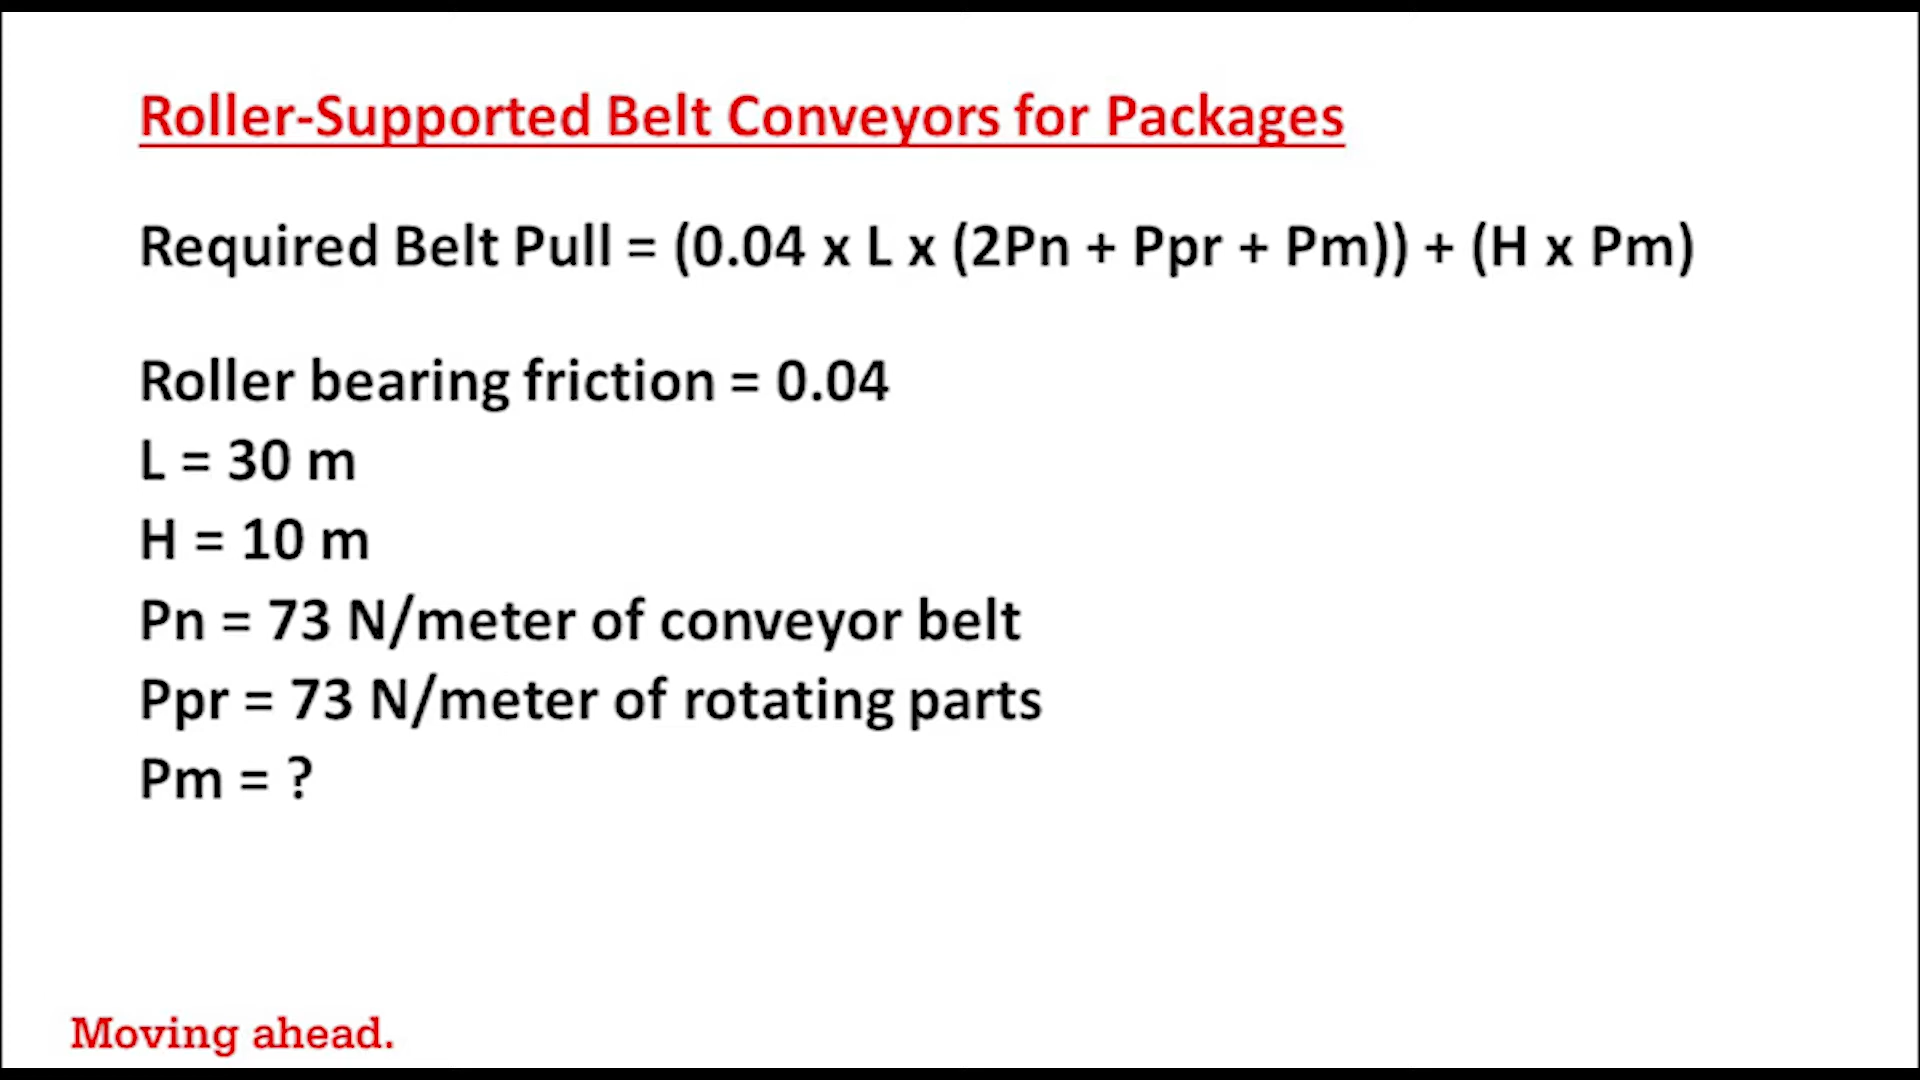 Roller-Supported Belt Conveyors for Packages
Required Belt Pull = (0.04 x L x (2Pn + Ppr + Pm)) + (H x Pm)
Roller bearing friction = 0.04
L = 30 m
H = 10 m
Pn = 73 N/meter of conveyor belt
Ppr = 73 N/meter of rotating parts
Pm = ?
Moving ahead.